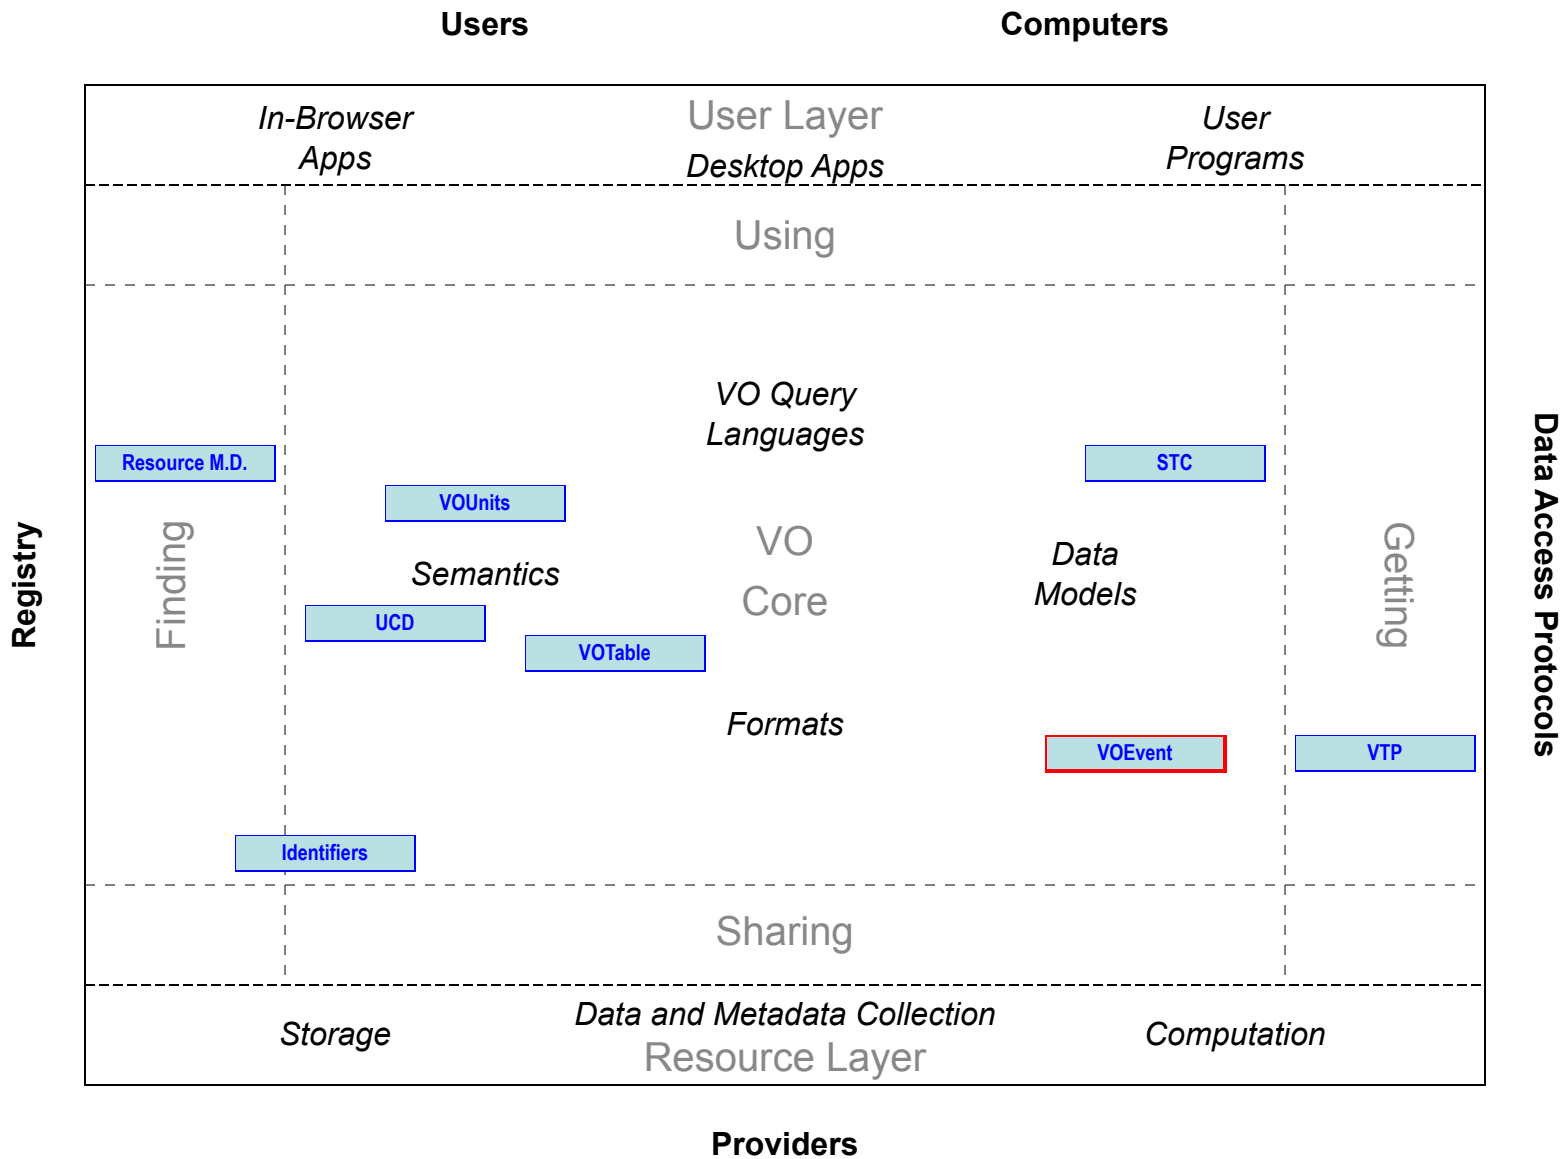 Users
Computers
In-Browser
Apps
User Layer
Desktop Apps
User
Programs
Using
VO Query
Languages
Resource M.D.
STC
VOUnits
Registry
Finding
Semantics
VO
Core
Data
Models
Getting
Data Access Protocols
UCD
VOTable
Formats
VOEvent
VTP
Identifiers
Sharing
Storage
Data and Metadata Collection
Computation
Resource Layer
Providers